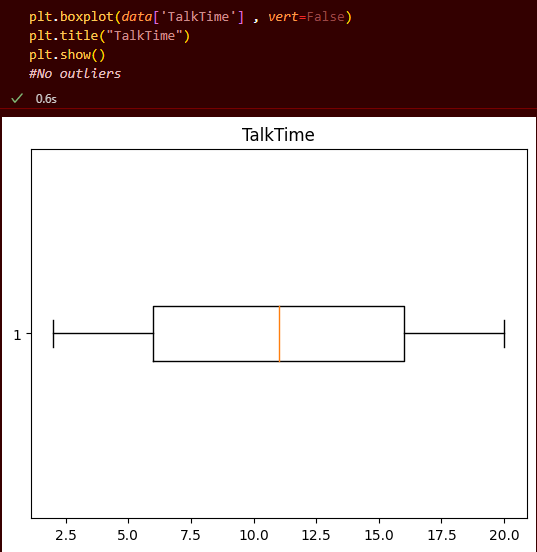 plt.boxplot(data['TalkTime'] , vert=False)
plt.title("TalkTime")
plt.show()
#No outliers
0.6s
TalkTime
1
2.5 5.0 7.5 10.0 12.5 15.0 17.5 20.0